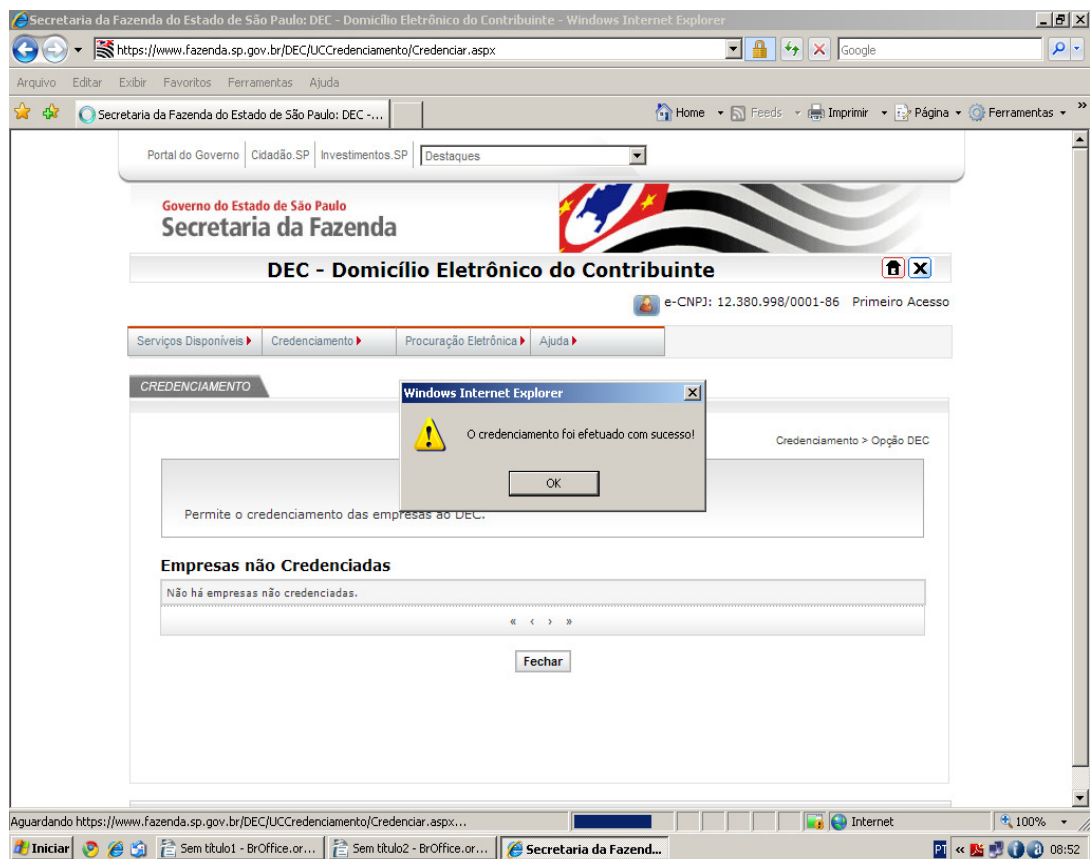 Secretaria da Fazenda do Estado de São Paulo: DEC - Domicílio Eletrônico do Contribuinte - Windows Internet Explorer
https://www.fazenda.sp.gov.br/DEC/UCCredenciamento/Credenciar.aspx
Google
Arquivo Editar Exibir Favoritos Ferramentas Ajuda
Secretaria da Fazenda do Estado de São Paulo: DEC -...
Home Feeds Imprimir Página Ferramentas »
Portal do Governo Cidadão.SP Investimentos.SP Destaques
Governo do Estado de São Paulo
Secretaria da Fazenda
DEC - Domicílio Eletrônico do Contribuinte
e-CNPJ: 12.380.998/0001-86 Primeiro Acesso
Serviços Disponíveis Credenciamento Procuração Eletrônica Ajuda
CREDENCIAMENTO
Windows Internet Explorer
O credenciamento foi efetuado com sucesso!
OK
Credenciamento > Opção DEC
Permite o credenciamento das empresas ao DEC.
Empresas não Credenciadas
Não há empresas não credenciadas.
« ‹ › »
Fechar
Aguardando https://www.fazenda.sp.gov.br/DEC/UCCredenciamento/Credenciar.aspx...
Internet
100%
Iniciar
Sem título1 - BrOffice.or...
Sem título2 - BrOffice.or...
Secretaria da Fazend...
PT « 08:52